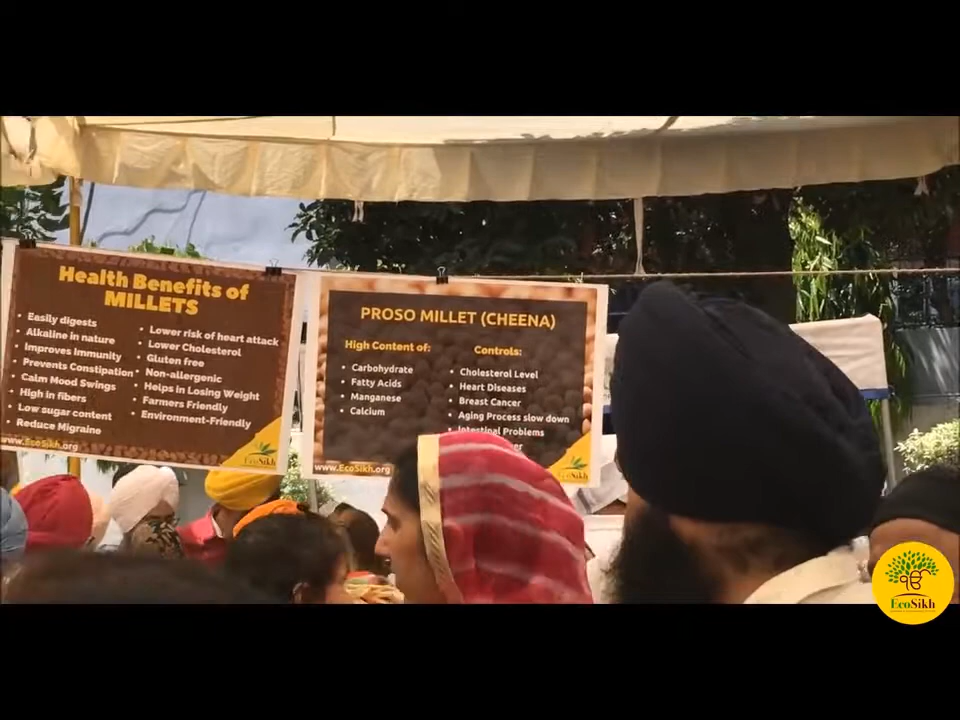 Health Benefits of
MILLETS
• Easily digests
• Alkaline in nature
• Improves Immunity
• Prevents Constipation
• Calm Mood Swings
• High in fibers
• Low sugar content
• Reduce Migraine
• Lower risk of heart attack
• Lower Cholesterol
• Gluten Free
• Non-allergenic
• Helps in Losing Weight
• Farmers Friendly
• Environment-Friendly
www.EcoSikh.org
PROSO MILLET (CHEENA)
High Content of:
• Carbohydrate
• Fatty Acids
• Manganese
• Calcium
Controls:
• Cholesterol Level
• Heart Diseases
• Breast Cancer
• Aging Process slows down
• Intestinal Problems
www.EcoSikh.org
EcoSikh